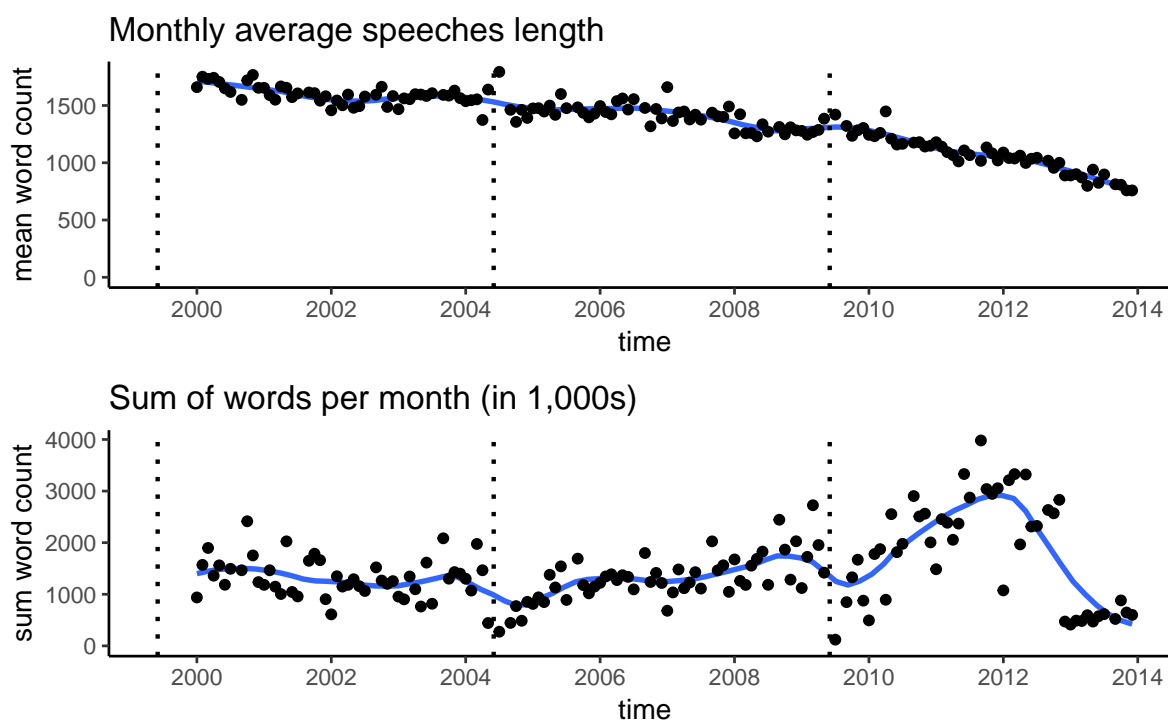 Monthly average speeches length
mean word count
1500
1000
500
0
2000 2002 2004 2006 2008 2010 2012 2014
time
Sum of words per month (in 1,000s)
sum word count
4000
3000
2000
1000
0
2000 2002 2004 2006 2008 2010 2012 2014
time